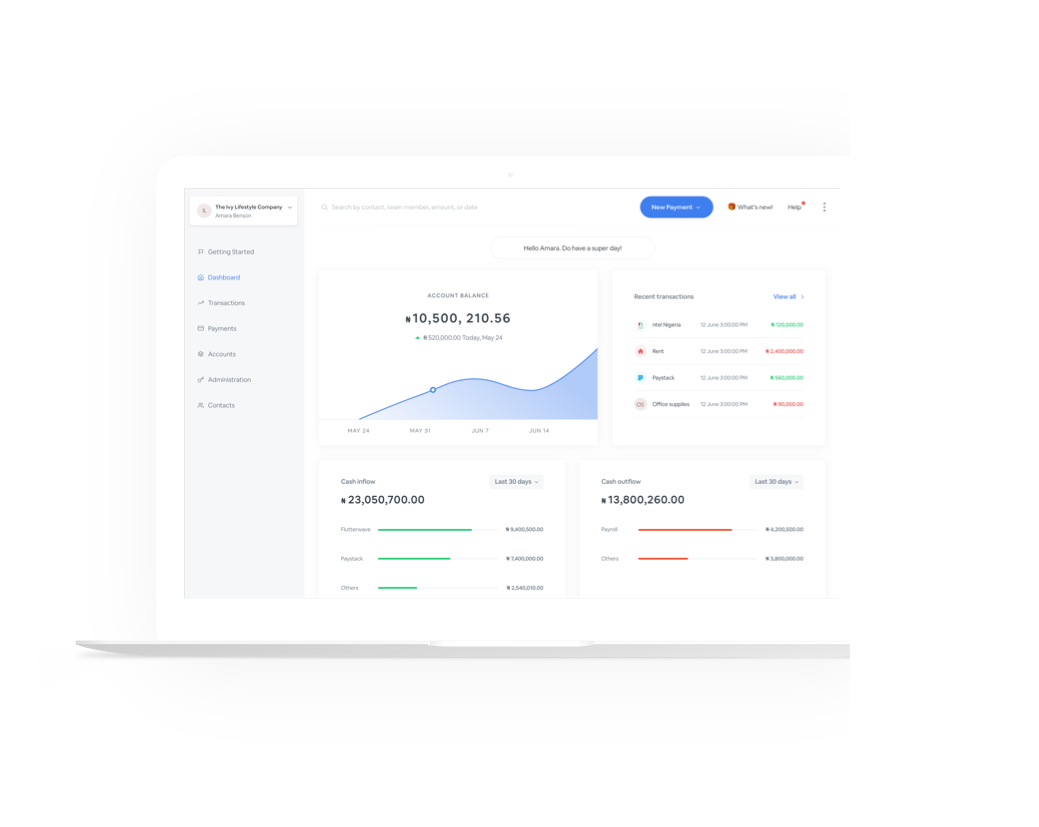 The Ivy Lifestyle Company
Amara Benson
Search by contact, team member, amount, or date
New Payment
What's new!
Help
Getting Started
Dashboard
Transactions
Payments
Accounts
Administration
Contacts
Hello Amara. Do have a super day!
ACCOUNT BALANCE
₦10,500, 210.56
₦520,000.00 Today, May 24
MAY 24 MAY 31 JUN 7 JUN 14
Recent transactions View all
ntel Nigeria 12 June 3:00:00 PM ₦120,000.00
Rent 12 June 3:00:00 PM ₦2,400,000.00
Paystack 12 June 3:00:00 PM ₦560,000.00
OS Office supplies 12 June 3:00:00 PM ₦80,000.00
Cash inflow Last 30 days
₦23,050,700.00
Flutterwave ₦9,400,500.00
Paystack ₦7,400,000.00
Others ₦2,540,010.00
Cash outflow Last 30 days
₦13,800,260.00
Payroll ₦4,200,500.00
Others ₦3,800,000.00